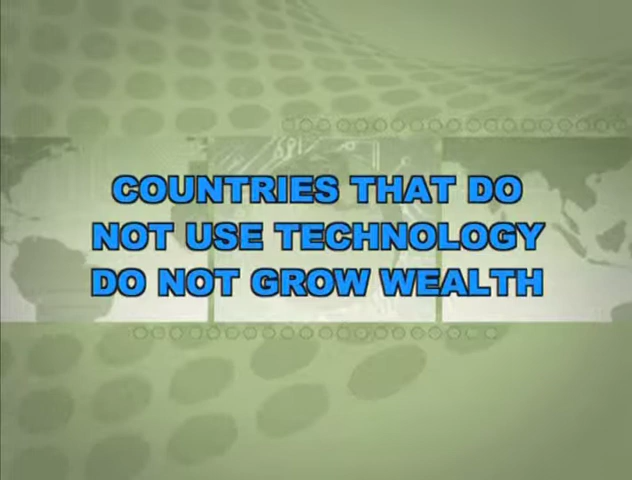 COUNTRIES THAT DO
NOT USE TECHNOLOGY
DO NOT GROW WEALTH